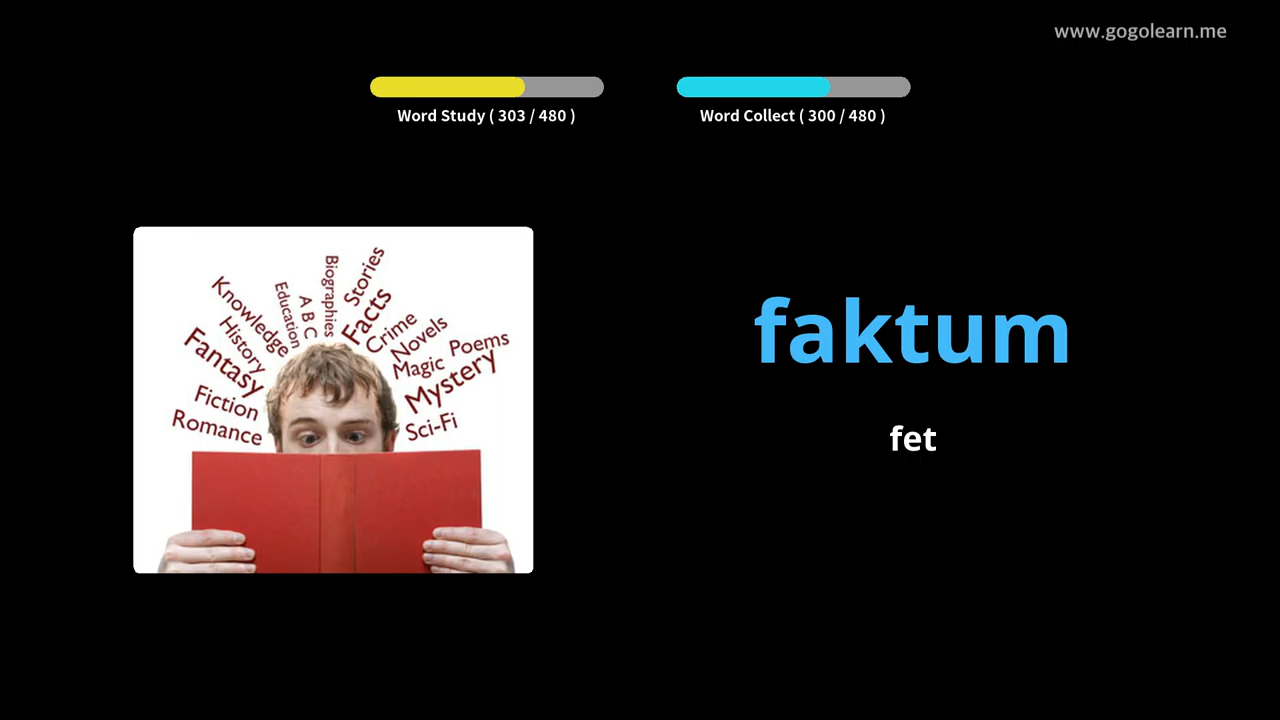 www.gogolearn.me
Word Study ( 303 / 480 )
Word Collect ( 300 / 480 )
Knowledge
Education
A B C
Biographies
Stories
History
Facts
Crime
Novels
Poems
Fantasy
Magic
Mystery
Fiction
Romance
Sci-Fi
faktum
fet